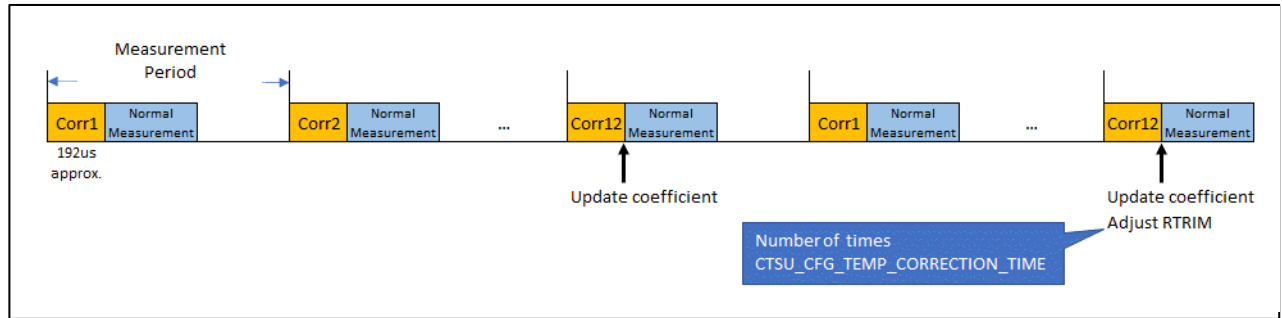 Measurement
Period
Corr1
Normal
Measurement
Corr2
Normal
Measurement
...
Corr12
Normal
Measurement
Corr1
Normal
Measurement
...
Corr12
Normal
Measurement
192us
approx.
Update coefficient
Update coefficient
Adjust RTRIM
Number of times
CTSU_CFG_TEMP_CORRECTION_TIME